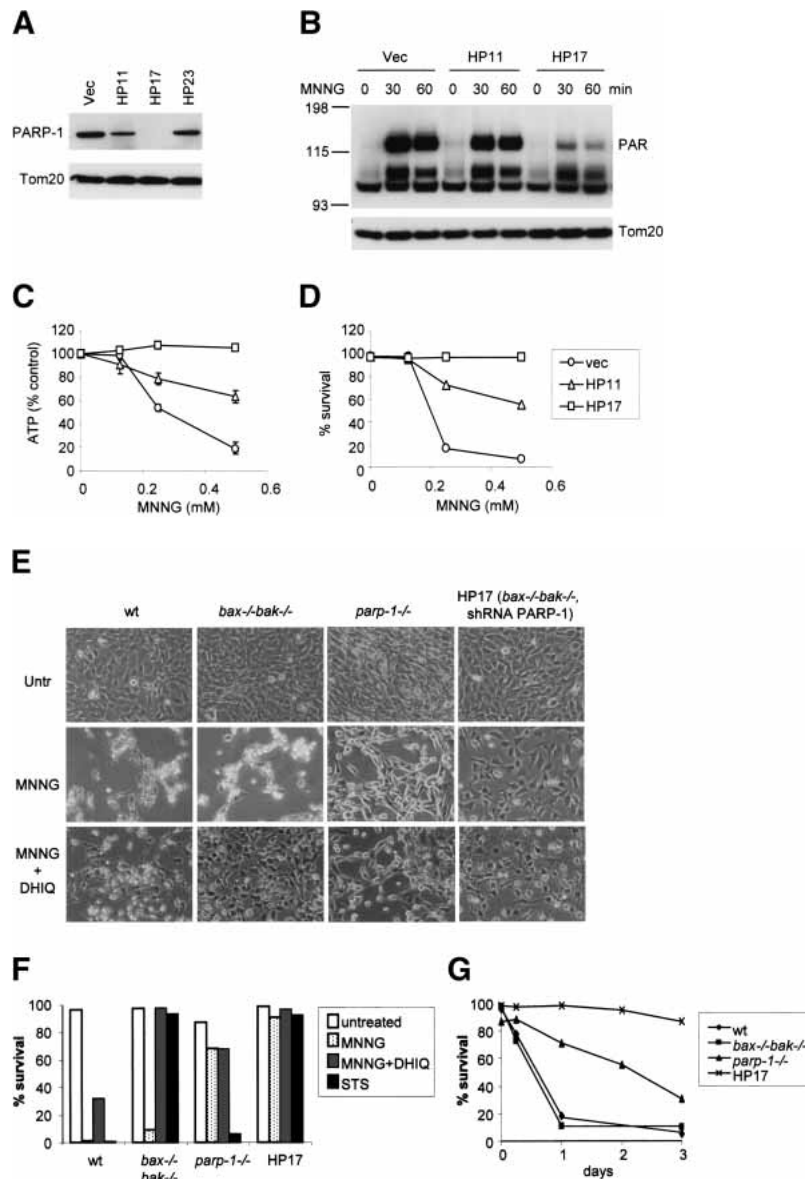 A
Vec HP11 HP17 HP23
PARP-1
Tom20
B
Vec HP11 HP17
MNNG 0 30 60 0 30 60 0 30 60 min
198
115
93
PAR
Tom20
C
120
100
80
60
40
20
0
ATP (% control)
0 0.2 0.4 0.6
MNNG (mM)
D
120
100
80
60
40
20
0
% survival
0 0.2 0.4 0.6
MNNG (mM)
vec
HP11
HP17
E
wt bax-/-bak-/- parp-1-/- HP17 (bax-/-bak-/-,
shRNA PARP-1)
Untr
MNNG
MNNG
+
DHIQ
F
100
80
60
40
20
0
% survival
wt bax-/- parp-1-/- HP17
bak-/-
untreated
MNNG
MNNG+DHIQ
STS
G
100
80
60
40
20
0
% survival
0 1 2 3
days
wt
bax-/-bak-/-
parp-1-/-
HP17